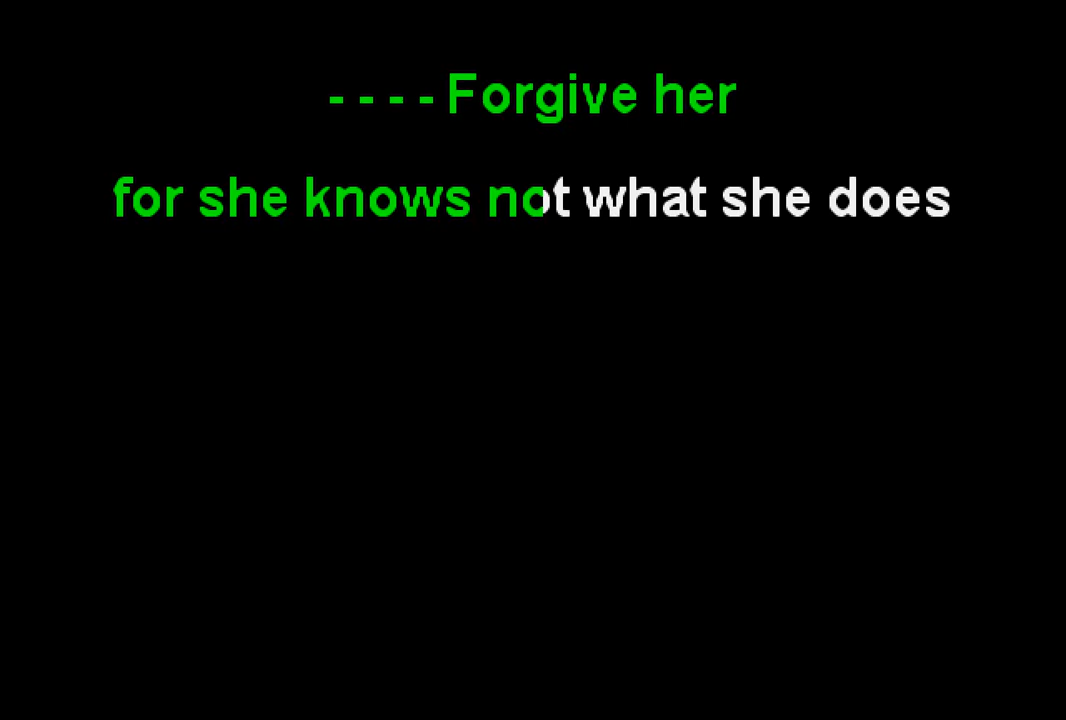 - - - - Forgive her
for she knows not what she does